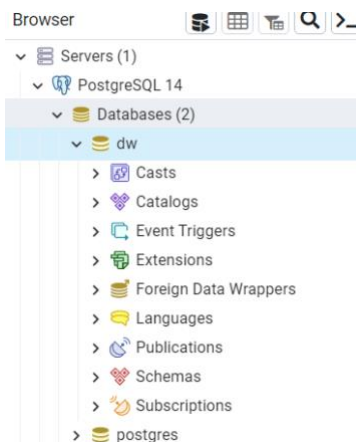 Browser
Servers (1)
PostgreSQL 14
Databases (2)
dw
Casts
Catalogs
Event Triggers
Extensions
Foreign Data Wrappers
Languages
Publications
Schemas
Subscriptions
postgres